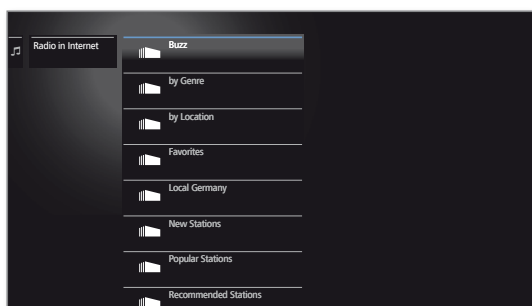 Radio in Internet
Buzz
by Genre
by Location
Favorites
Local Germany
New Stations
Popular Stations
Recommended Stations